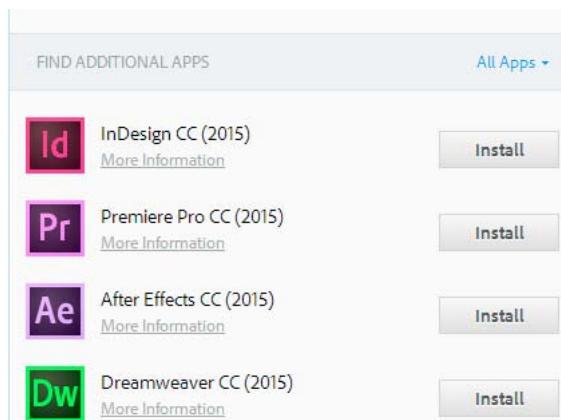 FIND ADDITIONAL APPS All Apps
Id InDesign CC (2015)
More Information
Install
Pr Premiere Pro CC (2015)
More Information
Install
Ae After Effects CC (2015)
More Information
Install
Dw Dreamweaver CC (2015)
More Information
Install